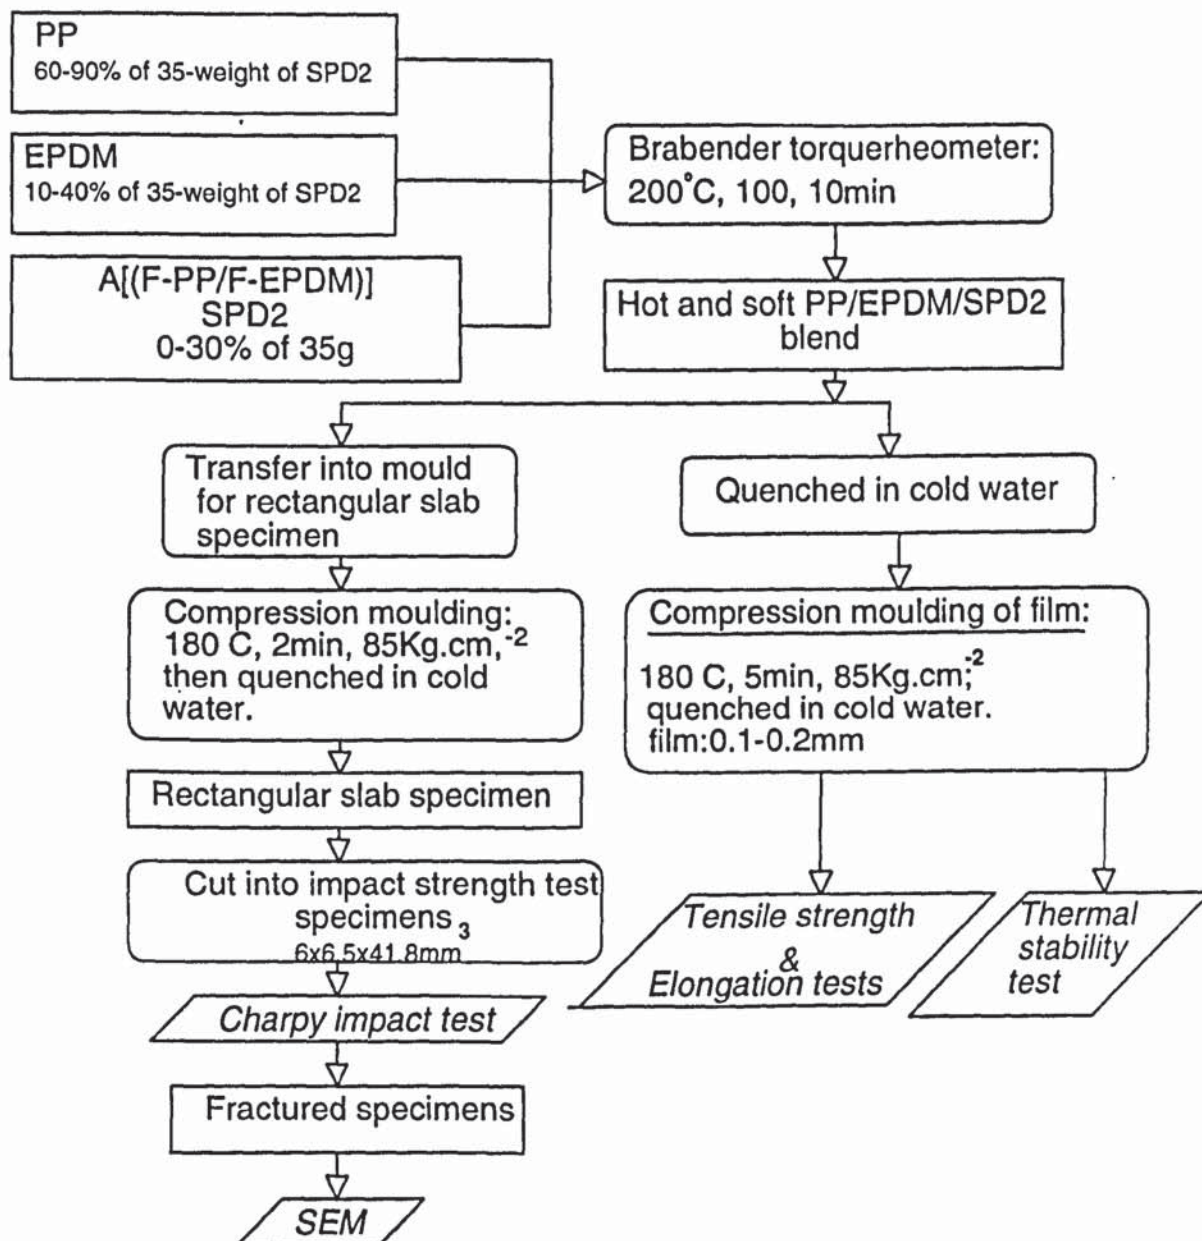 PP
60-90% of 35-weight of SPD2
EPDM
10-40% of 35-weight of SPD2
A[(F-PP/F-EPDM)]
SPD2
0-30% of 35g
Brabender torquerheometer:
200°C, 100, 10min
Hot and soft PP/EPDM/SPD2
blend
Transfer into mould
for rectangular slab
specimen
Compression moulding:
180 C, 2min, 85Kg.cm,-2
then quenched in cold
water.
Rectangular slab specimen
Cut into impact strength test
specimens
3
6x6.5x41.8mm
Charpy impact test
Fractured specimens
SEM
Quenched in cold water
Compression moulding of film:
180 C, 5min, 85Kg.cm;-2
quenched in cold water.
film:0.1-0.2mm
Tensile strength
&
Elongation tests
Thermal
stability
test